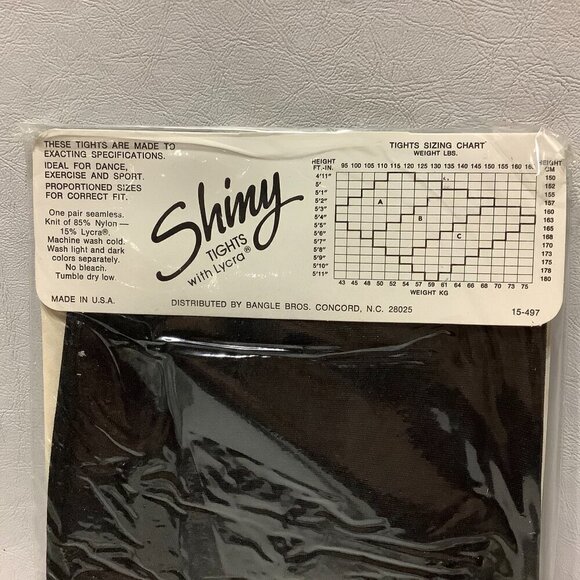 THESE TIGHTS ARE MADE TO
EXACTING SPECIFICATIONS.
IDEAL FOR DANCE,
EXERCISE AND SPORT.
PROPORTIONED SIZES
FOR CORRECT FIT.
One pair seamless.
Knit of 85% Nylon —
15% Lycra®.
Machine wash cold.
Wash light and dark
colors separately.
No bleach.
Tumble dry low.
MADE IN U.S.A.
Shiny
TIGHTS
with Lycra®
DISTRIBUTED BY BANGLE BROS. CONCORD, N.C. 28025
TIGHTS SIZING CHART
WEIGHT LBS.
HEIGHT
FT.-IN.
95 100 105 110 115 120 125 130 135 140 145 150 155 160
HEIGHT
CM
4'11" 150
5' 152
5'1" 155
5'2" A 157
5'3" 160
5'4" B 163
5'5" 165
5'6" C 168
5'7" 170
5'8" 173
5'9" 175
5'10" 178
5'11" 180
43 45 48 50 52 54 57 59 61 63 66 68 70 73 75
WEIGHT KG
15-497